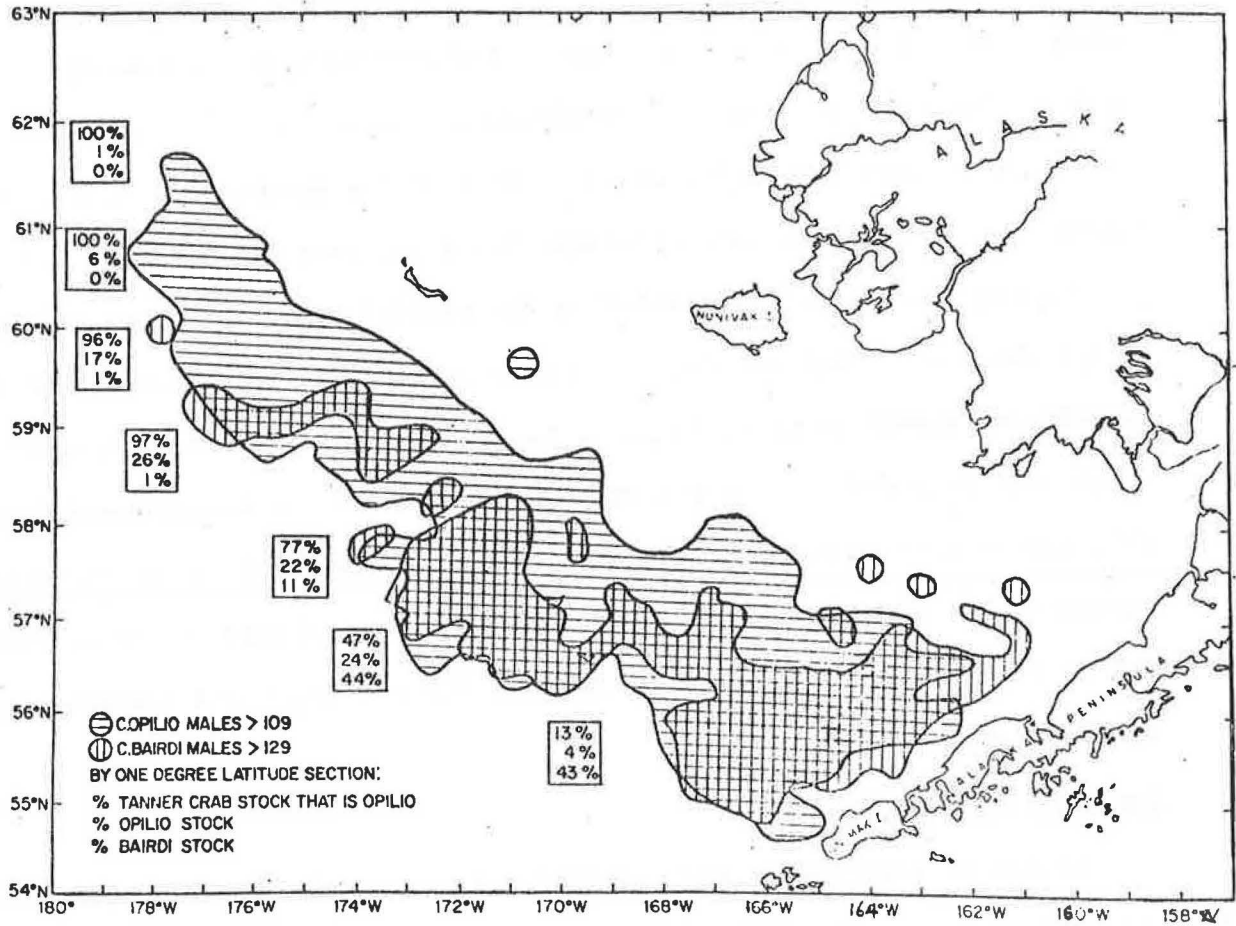 63°N
62°N
61°N
60°N
59°N
58°N
57°N
56°N
55°N
54°N
180°
178°W
176°W
174°W
172°W
170°W
168°W
166°W
164°W
162°W
160°W
158°W
ALASKA
NUNIVAK I
PENINSULA
100%
1%
0%
100%
6%
0%
96%
17%
1%
97%
26%
1%
77%
22%
11%
47%
24%
44%
13%
4%
43%
C.OPILIO MALES > 109
C.BAIRDI MALES > 129
BY ONE DEGREE LATITUDE SECTION:
% TANNER CRAB STOCK THAT IS OPILIO
% OPILIO STOCK
% BAIRDI STOCK